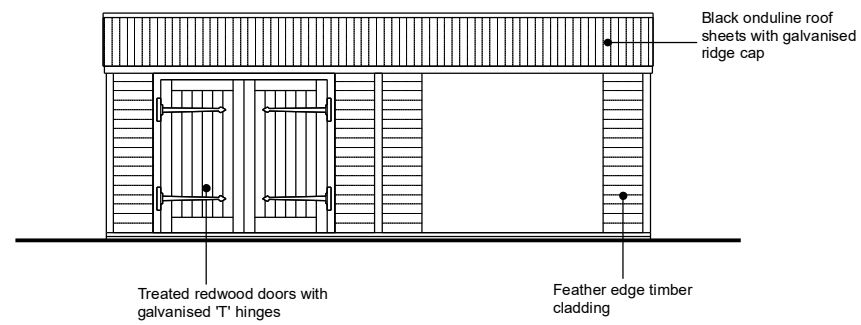 Black onduline roof
sheets with galvanised
ridge cap
Treated redwood doors with
galvanised 'T' hinges
Feather edge timber
cladding